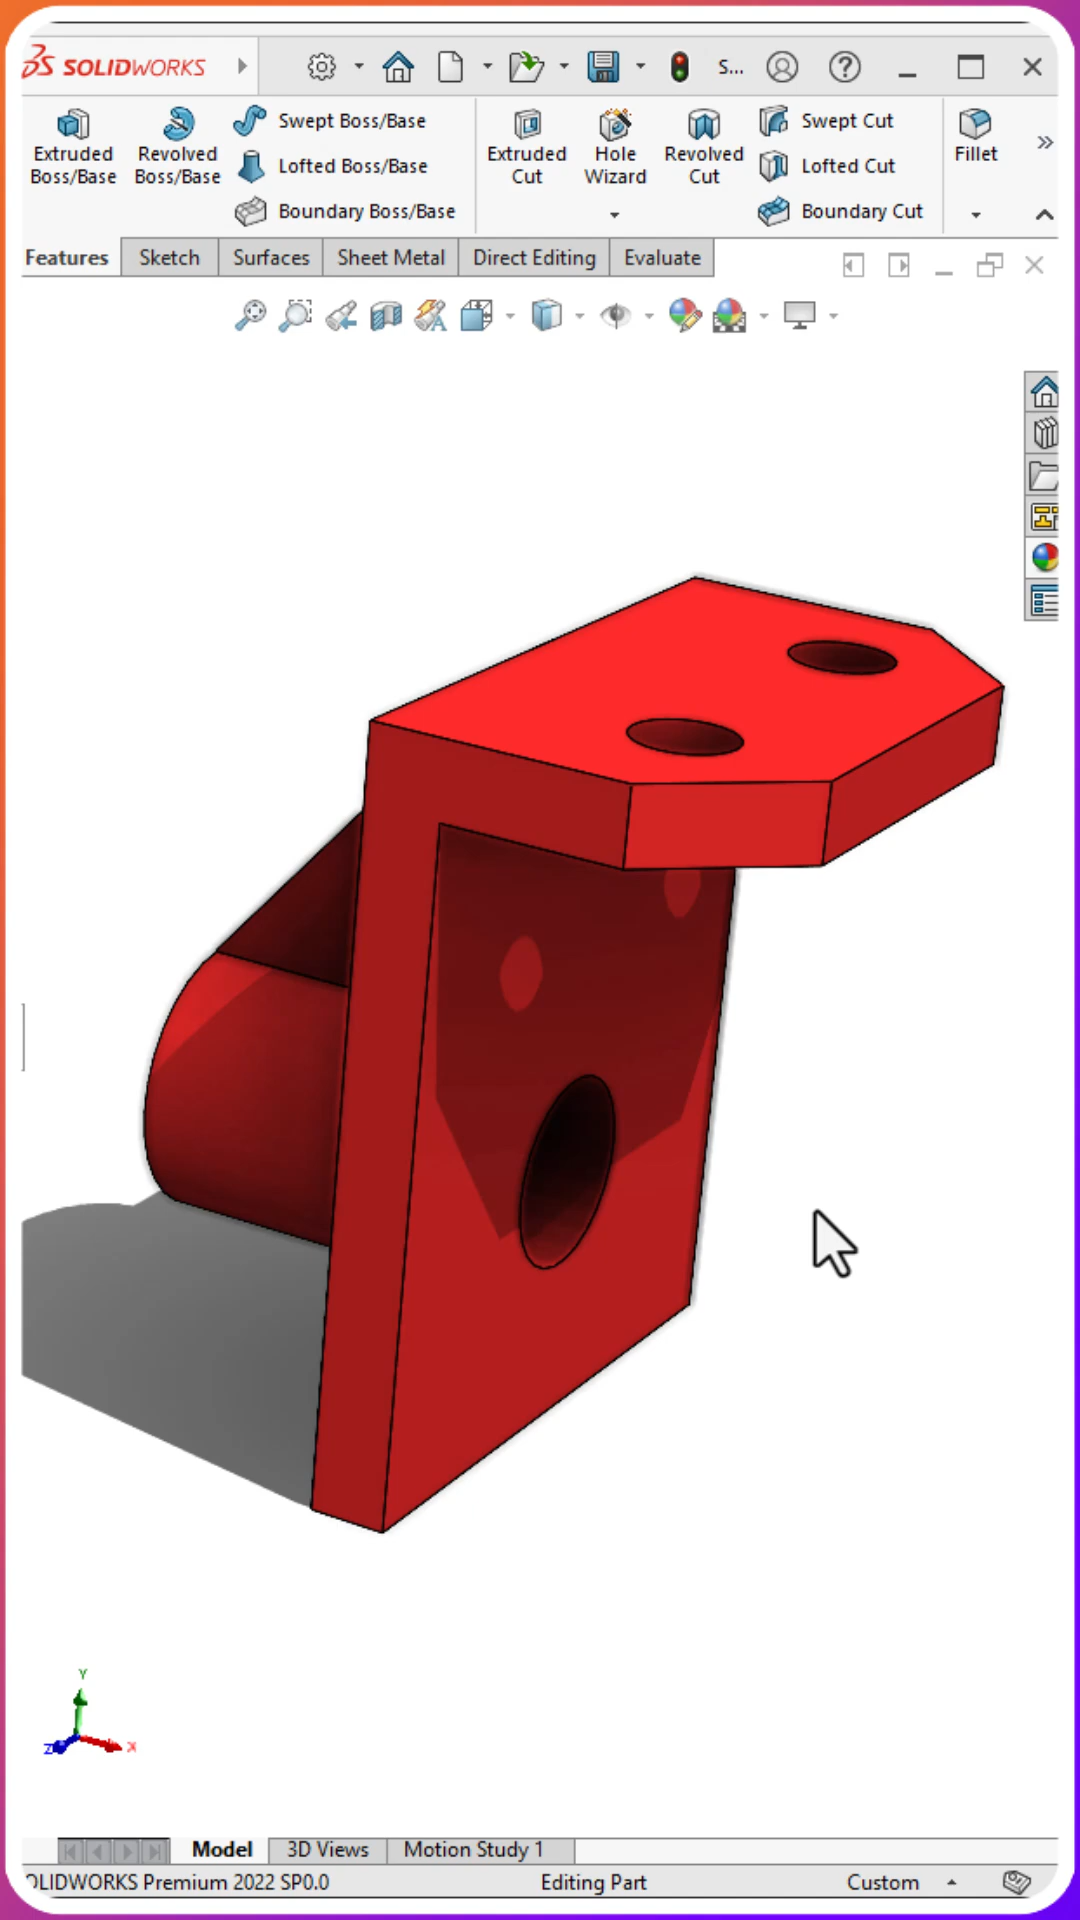 SOLIDWORKS
S...
Extruded Boss/Base
Revolved Boss/Base
Swept Boss/Base
Lofted Boss/Base
Boundary Boss/Base
Extruded Cut
Hole Wizard
Revolved Cut
Swept Cut
Lofted Cut
Boundary Cut
Fillet
Features
Sketch
Surfaces
Sheet Metal
Direct Editing
Evaluate
Y
Z
X
Model
3D Views
Motion Study 1
OLIDWORKS Premium 2022 SP0.0
Editing Part
Custom